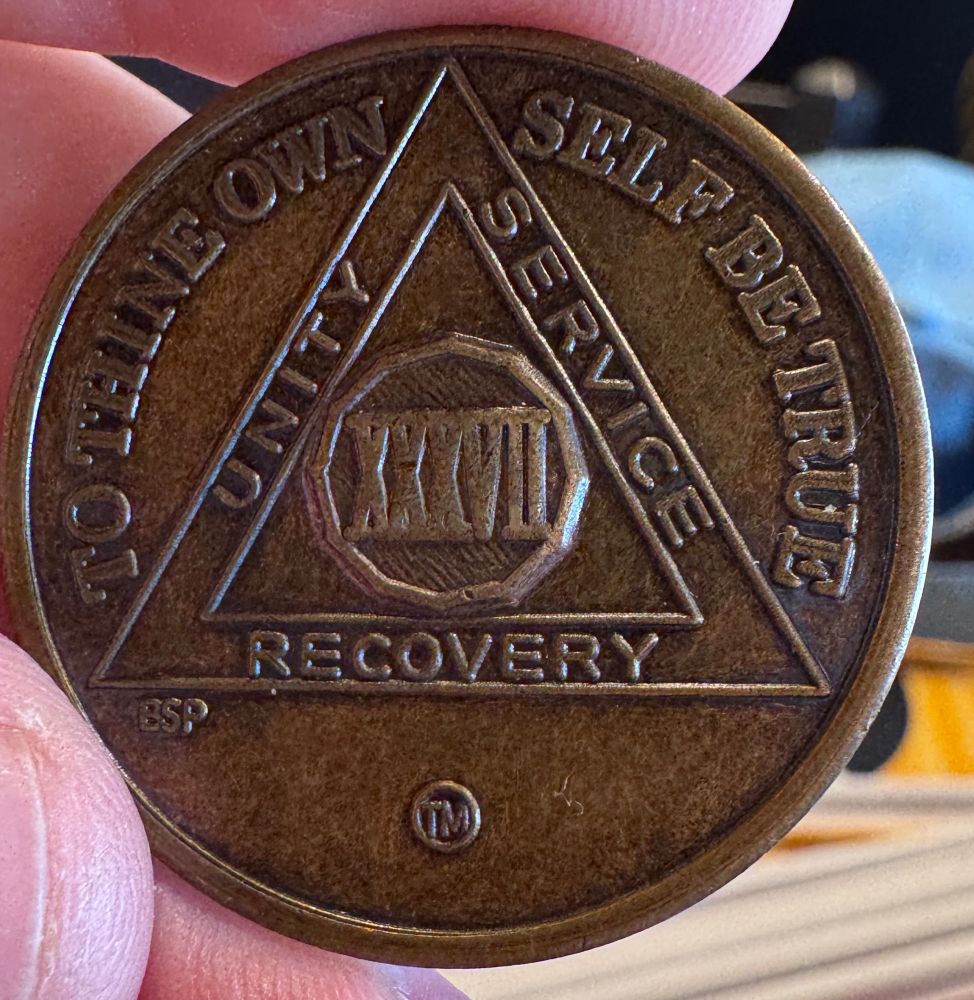 TO THINE OWN SELF BE TRUE
UNITY
SERVICE
XXXVII
RECOVERY
BSP
TM